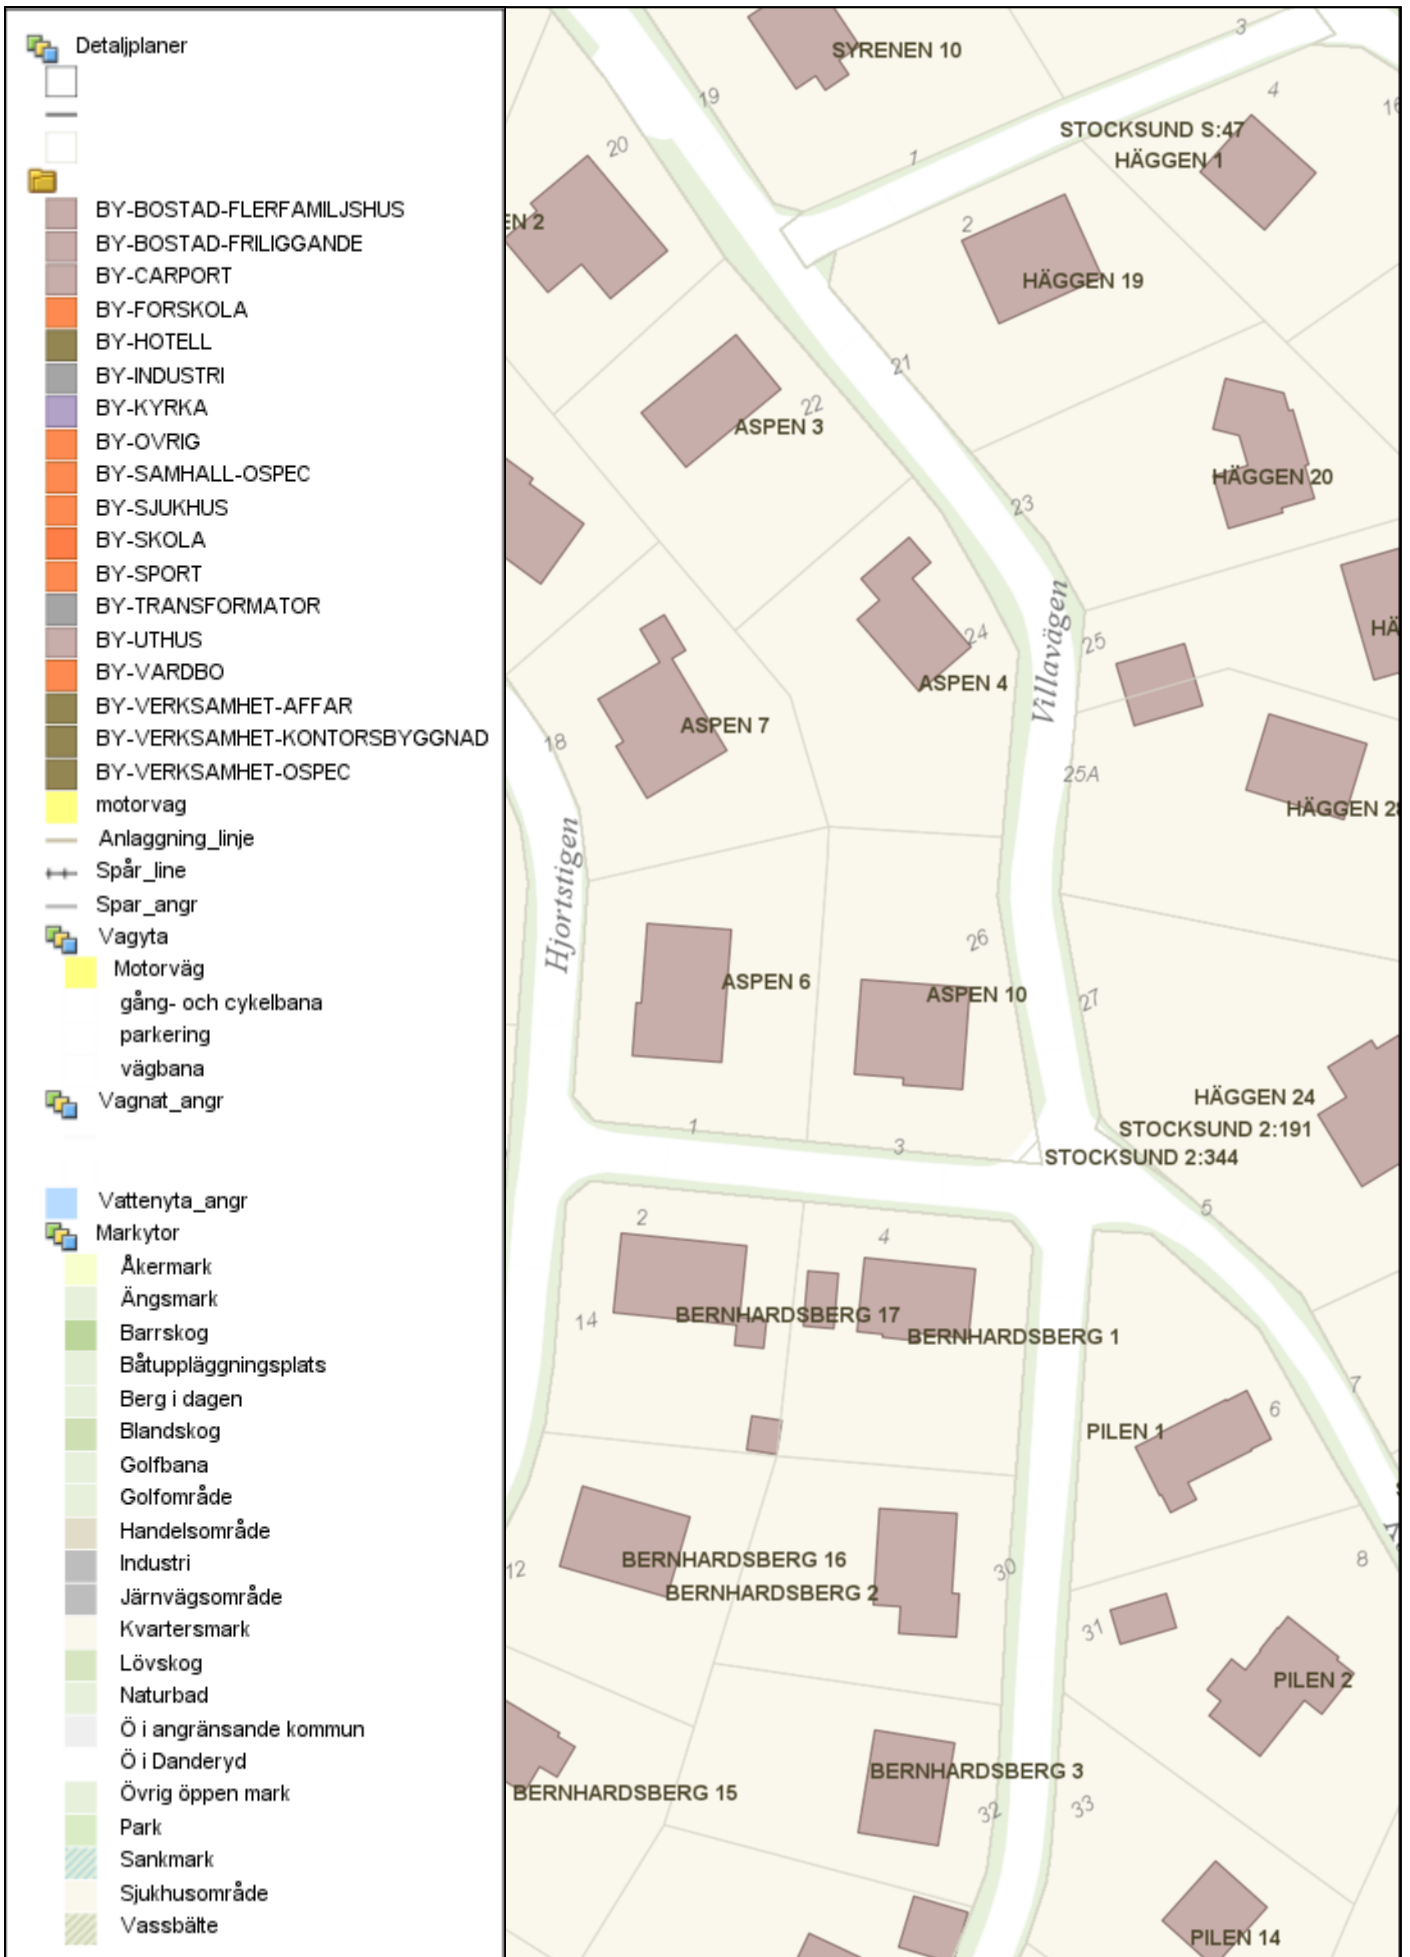 Detaljplaner
BY-BOSTAD-FLERFAMILJSHUS
BY-BOSTAD-FRILIGGANDE
BY-CARPORT
BY-FORSKOLA
BY-HOTELL
BY-INDUSTRI
BY-KYRKA
BY-OVRIG
BY-SAMHALL-OSPEC
BY-SJUKHUS
BY-SKOLA
BY-SPORT
BY-TRANSFORMATOR
BY-UTHUS
BY-VARDBO
BY-VERKSAMHET-AFFAR
BY-VERKSAMHET-KONTORSBYGGNAD
BY-VERKSAMHET-OSPEC
motorvag
Anlaggning_linje
Spår_line
Spar_angr
Vagyta
Motorväg
gång- och cykelbana
parkering
vägbana
Vagnat_angr
Vattenyta_angr
Markytor
Åkermark
Ängsmark
Barrskog
Båtuppläggningsplats
Berg i dagen
Blandskog
Golfbana
Golfområde
Handelsområde
Industri
Järnvägsområde
Kvartersmark
Lövskog
Naturbad
Ö i angränsande kommun
Ö i Danderyd
Övrig öppen mark
Park
Sankmark
Sjukhusområde
Vassbälte
3
SYRENEN 10
4
19
16
STOCKSUND S:47
20
1
HÄGGEN 1
EN 2
2
HÄGGEN 19
21
22
ASPEN 3
HÄGGEN 20
23
Villavägen
24
25
HÄ
ASPEN 4
ASPEN 7
18
25A
HÄGGEN 28
Hjortstigen
26
ASPEN 6
ASPEN 10
27
HÄGGEN 24
1
STOCKSUND 2:191
3
STOCKSUND 2:344
5
2
4
14
BERNHARDSBERG 17
BERNHARDSBERG 1
7
6
PILEN 1
12
BERNHARDSBERG 16
30
8
BERNHARDSBERG 2
31
PILEN 2
BERNHARDSBERG 3
BERNHARDSBERG 15
32
33
PILEN 14